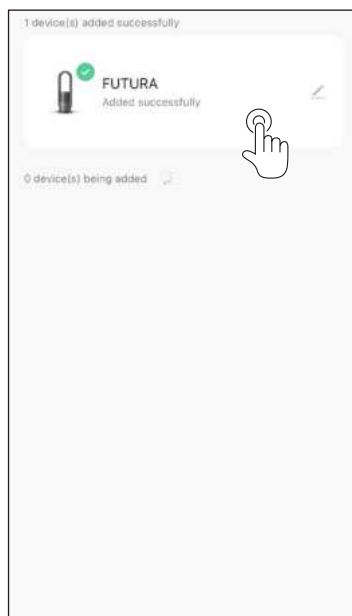 1 device(s) added successfully
FUTURA
Added successfully
0 device(s) being added